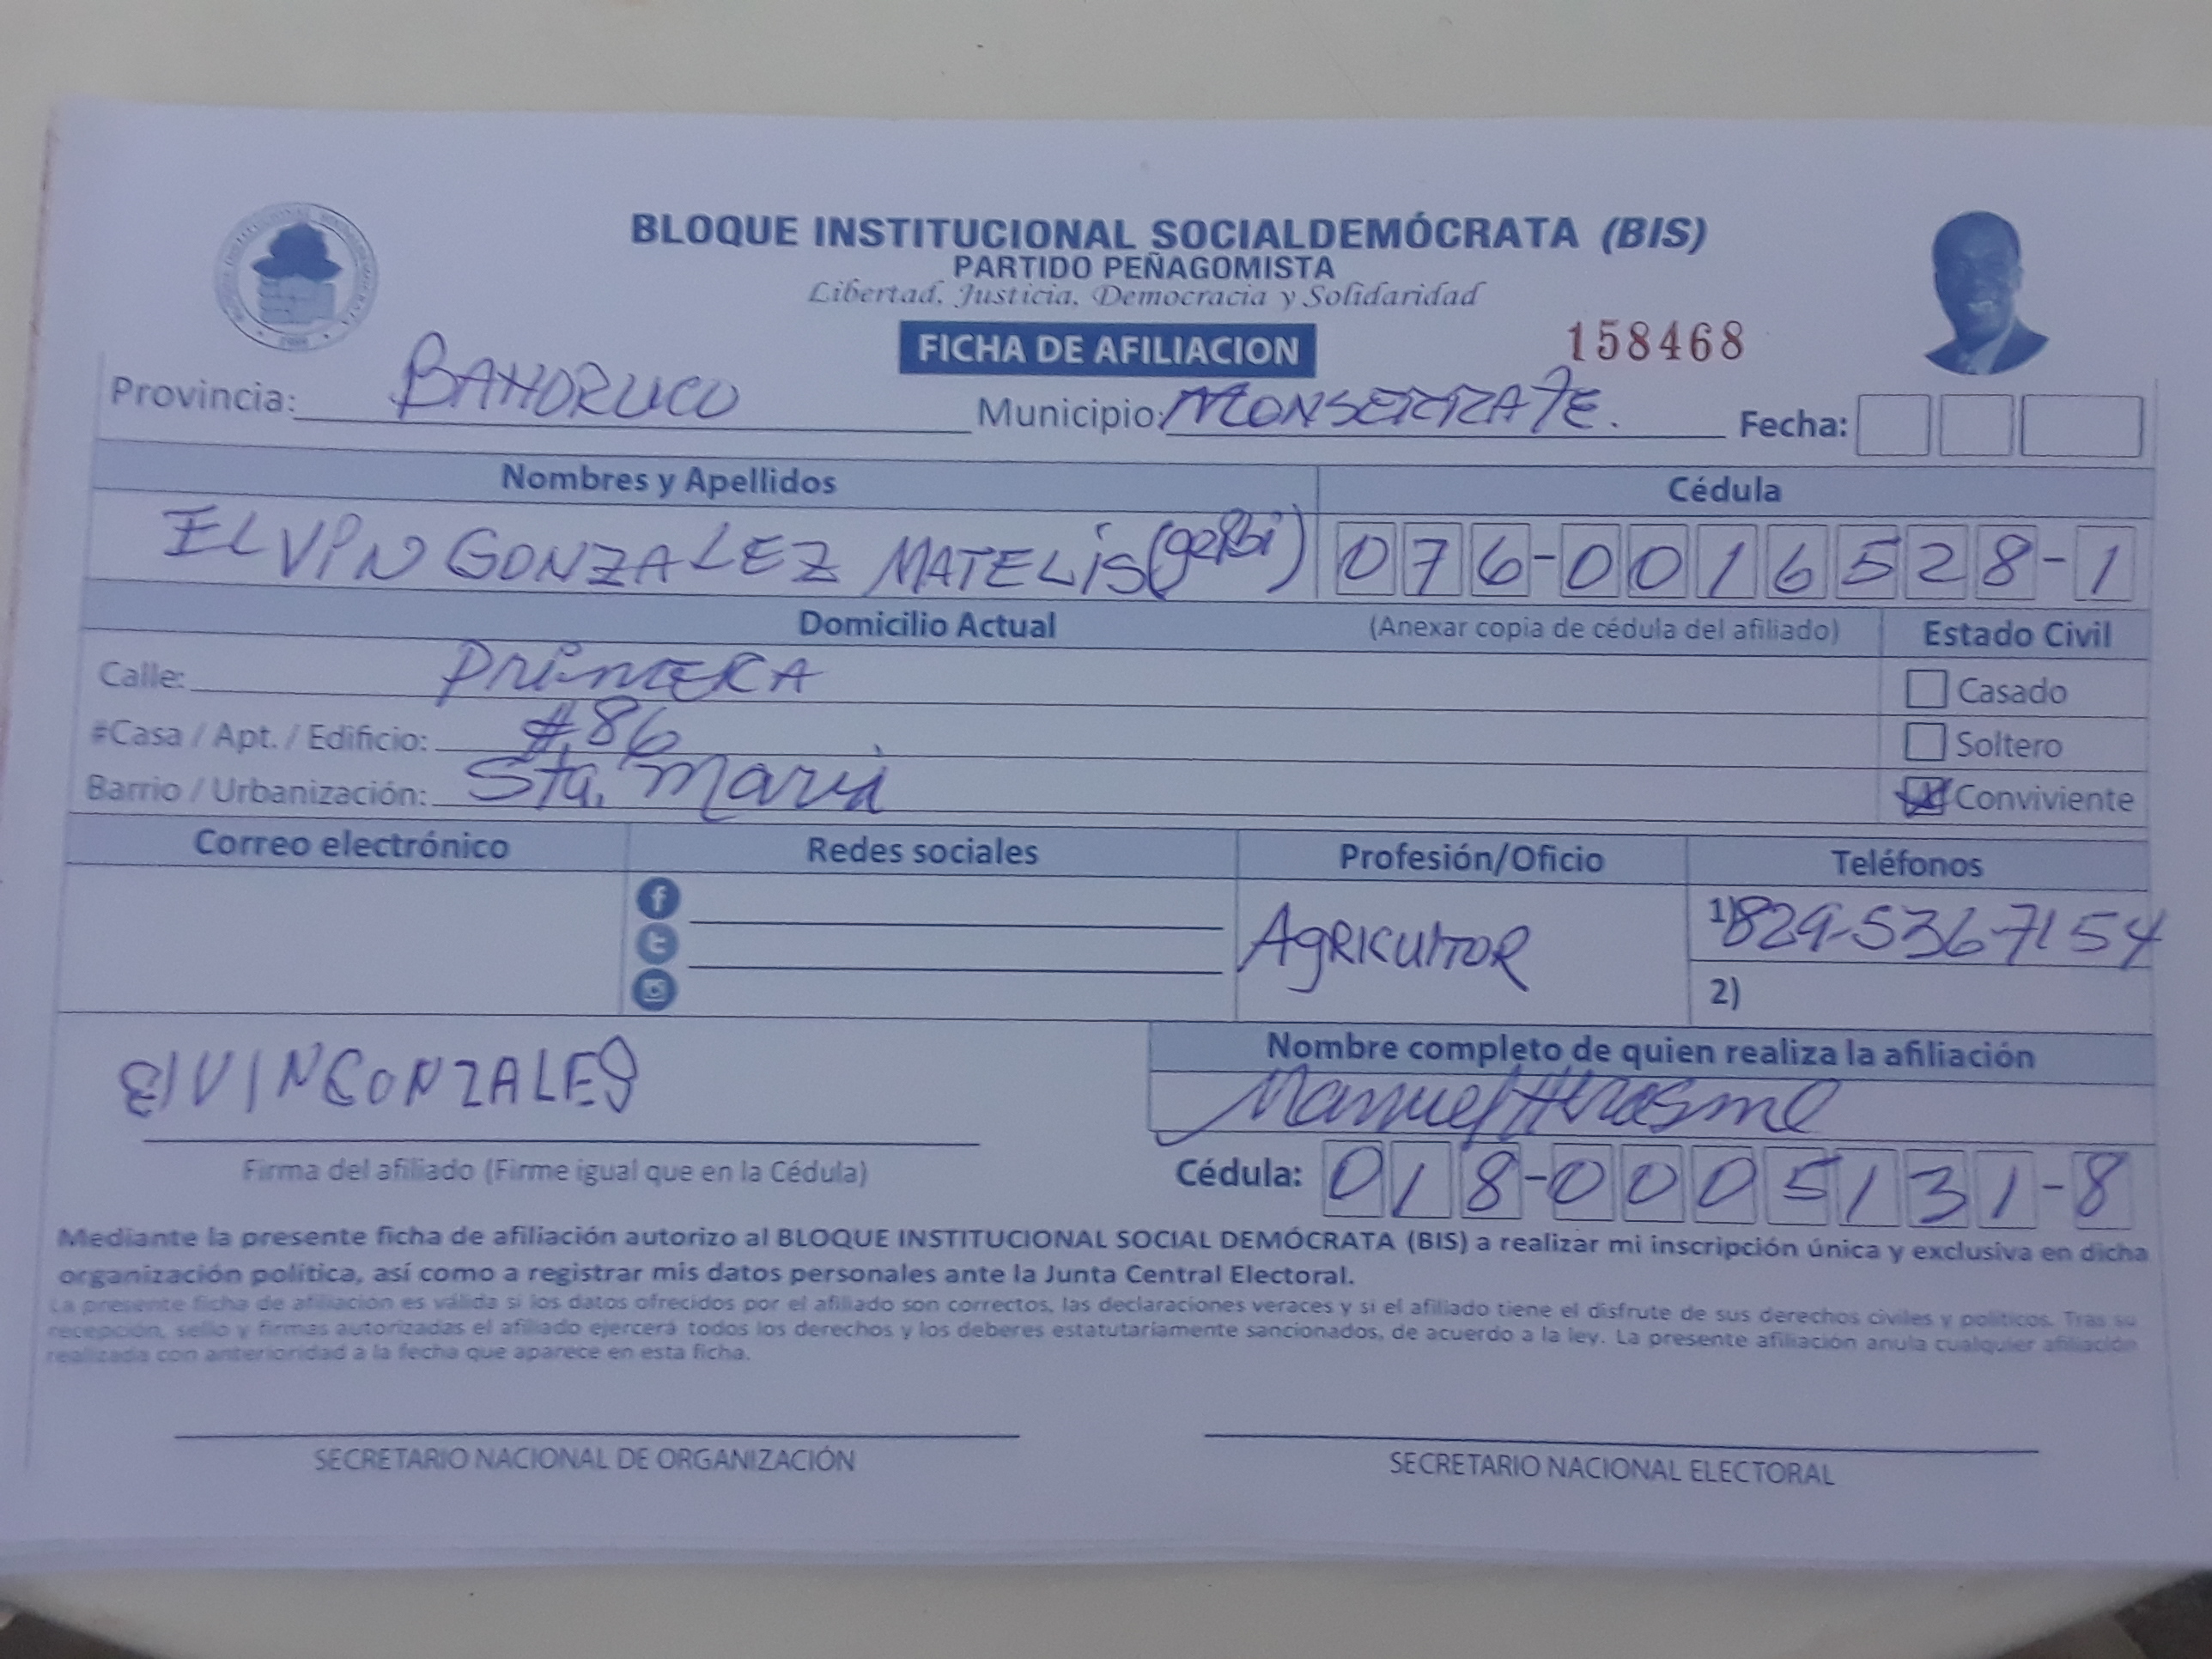 BLOQUE INSTITUCIONAL SOCIALDEMÓCRATA (BIS)
PARTIDO PEÑAGOMISTA
Libertad, Justicia, Democracia y Solidaridad
FICHA DE AFILIACION
158468
Provincia: BAHORUCO Municipio: MONSERRATE. Fecha:
Nombres y Apellidos Cédula
ELVIN GONZALEZ MATELIS 076-0016528-1
Domicilio Actual (Anexar copia de cédula del afiliado) Estado Civil
Calle: PRIMERA Casado
#Casa / Apt. / Edificio: #86 Soltero
Barrio / Urbanización: Sta. Maria Conviviente
Correo electrónico Redes sociales Profesión/Oficio Teléfonos
AGRICULTOR 1) 829-536-7154
2)
Nombre completo de quien realiza la afiliación
ElVINGONZALES Manuel
Firma del afiliado (Firme igual que en la Cédula) Cédula: 018-0005131-8
Mediante la presente ficha de afiliación autorizo al BLOQUE INSTITUCIONAL SOCIAL DEMÓCRATA (BIS) a realizar mi inscripción única y exclusiva en dicha
organización política, así como a registrar mis datos personales ante la Junta Central Electoral.
La presente ficha de afiliación es válida si los datos ofrecidos por el afiliado son correctos, las declaraciones veraces y si el afiliado tiene el disfrute de sus derechos civiles y políticos. Tras su
recepción, sello y firmas autorizadas el afiliado ejercerá todos los derechos y los deberes estatutariamente sancionados, de acuerdo a la ley. La presente afiliación anula cualquier afiliación
realizada con anterioridad a la fecha que aparece en esta ficha.
SECRETARIO NACIONAL DE ORGANIZACIÓN SECRETARIO NACIONAL ELECTORAL